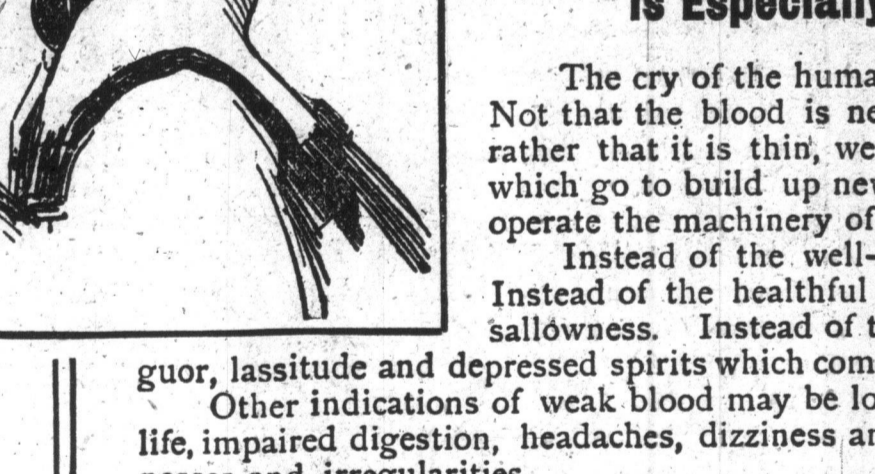 is Especially
The cry of the huma
Not that the blood is ne
rather that it is thin, we
which go to build up new
operate the machinery of
Instead of the well-
Instead of the healthful
sallowness. Instead of t
guor, lassitude and depressed spirits which com
Other indications of weak blood may be lo
life, impaired digestion, headaches, dizziness an
and irregularities